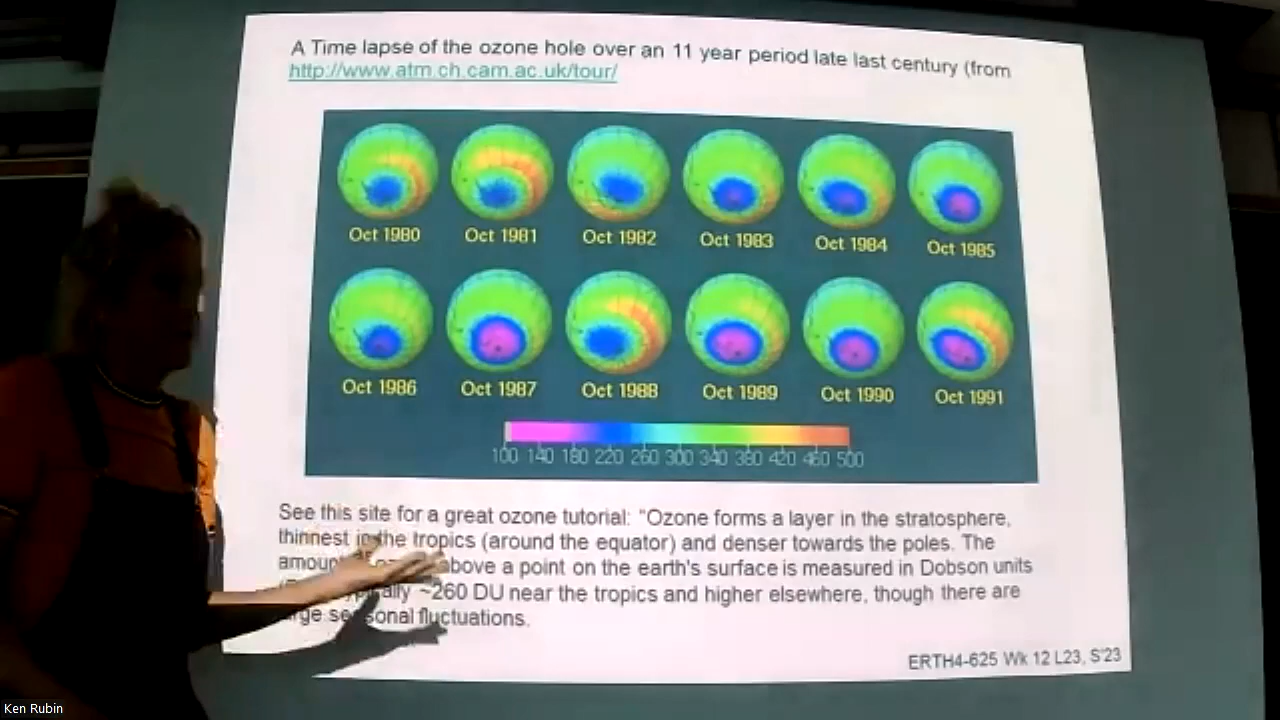 A Time lapse of the ozone hole over an 11 year period late last century (from
http://www.atm.ch.cam.ac.uk/tour/
Oct 1980 Oct 1981 Oct 1982 Oct 1983 Oct 1984 Oct 1985
Oct 1986 Oct 1987 Oct 1988 Oct 1989 Oct 1990 Oct 1991
100 140 180 220 260 300 340 380 420 460 500
See this site for a great ozone tutorial: "Ozone forms a layer in the stratosphere,
thinnest in the tropics (around the equator) and denser towards the poles. The
above a point on the earth's surface is measured in Dobson units
~260 DU near the tropics and higher elsewhere, though there are
seasonal fluctuations.
ERTH4-625 Wk 12 L23, S'23
Ken Rubin